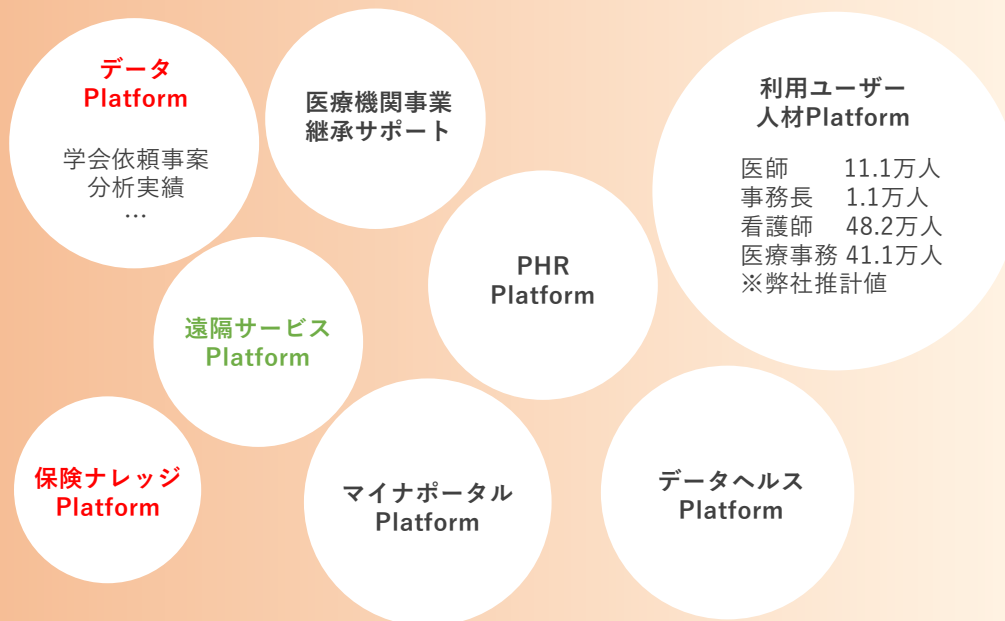 データ
Platform
学会依頼事案
分析実績
…
医療機関事業
継承サポート
利用ユーザー
人材Platform
医師 11.1万人
事務長 1.1万人
看護師 48.2万人
医療事務 41.1万人
※弊社推計値
PHR
Platform
遠隔サービス
Platform
保険ナレッジ
Platform
マイナポータル
Platform
データヘルス
Platform